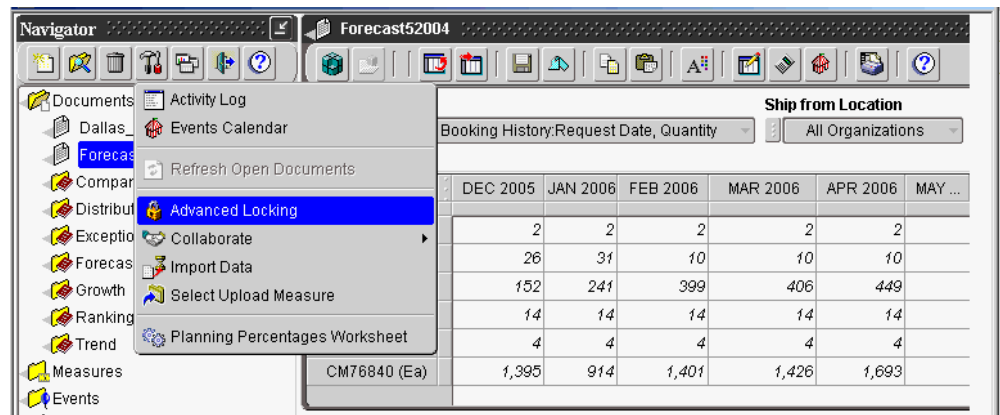 Navigator
Forecast52004
Documents
Activity Log
Ship from Location
Dallas_
Events Calendar
Booking History:Request Date, Quantity
All Organizations
Forecas
Refresh Open Documents
Compar
DEC 2005 JAN 2006 FEB 2006 MAR 2006 APR 2006 MAY ...
Distribut
Advanced Locking
2 2 2 2 2
Exceptio
Collaborate
26 31 10 10 10
Forecas
Import Data
152 241 399 406 449
Growth
Select Upload Measure
14 14 14 14 14
Ranking
Planning Percentages Worksheet
4 4 4 4 4
Trend
Measures
CM76840 (Ea) 1,395 914 1,401 1,426 1,693
Events